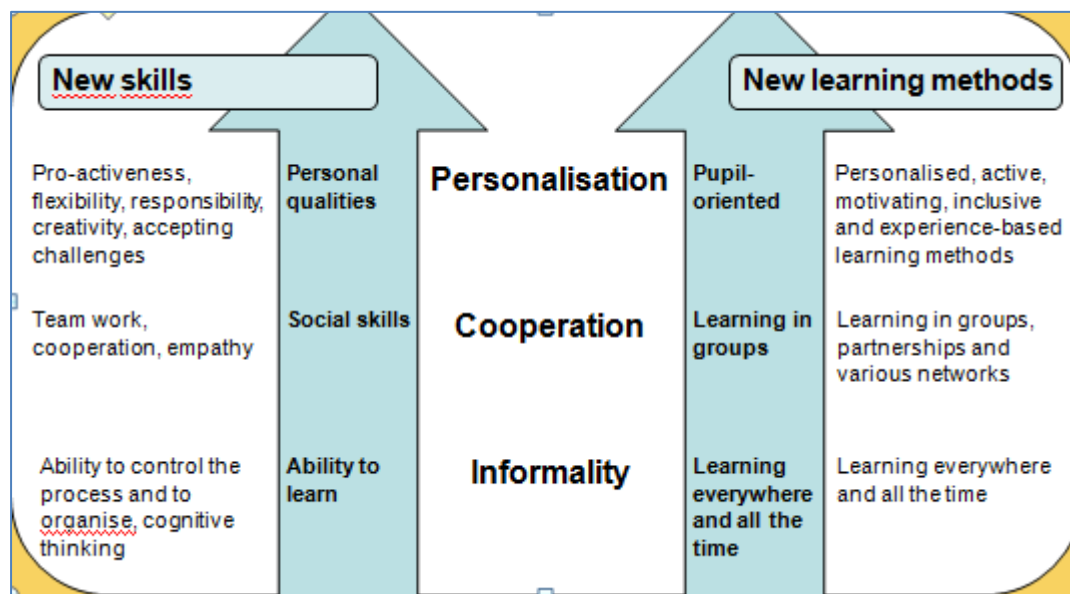 New skills
New learning methods
Pro-activeness,
flexibility, responsibility,
creativity, accepting
challenges
Personal
qualities
Personalisation
Pupil-
oriented
Personalised, active,
motivating, inclusive
and experience-based
learning methods
Team work,
cooperation, empathy
Social skills
Cooperation
Learning in
groups
Learning in groups,
partnerships and
various networks
Ability to control the
process and to
organise, cognitive
thinking
Ability to
learn
Informality
Learning
everywhere
and all the
time
Learning everywhere
and all the time